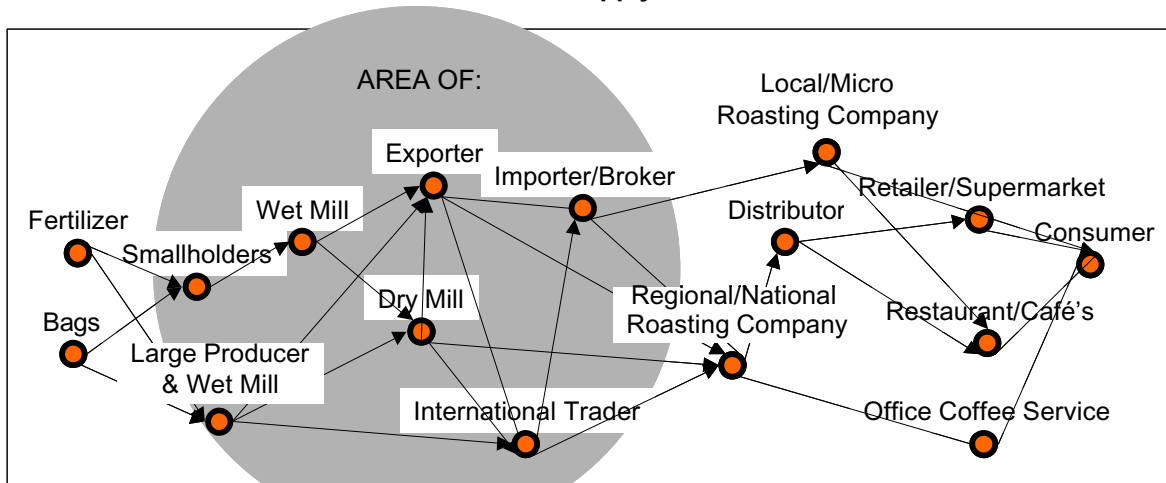 AREA OF:
Local/Micro
Roasting Company
Exporter
Importer/Broker
Retailer/Supermarket
Wet Mill
Distributor
Fertilizer
Consumer
Smallholders
Dry Mill
Regional/National
Roasting Company
Restaurant/Café's
Bags
Large Producer
& Wet Mill
International Trader
Office Coffee Service